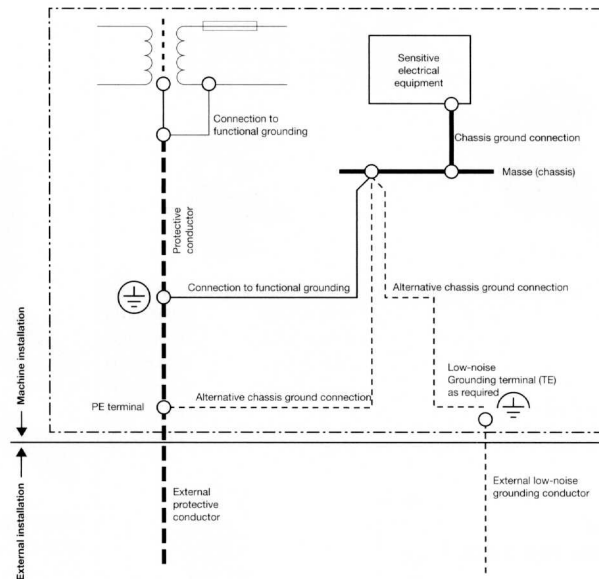 Sensitive
electrical
equipment
Connection to
functional grounding
Chassis ground connection
Masse (chassis)
Protective
conductor
Connection to functional grounding
Alternative chassis ground connection
Machine installation
Low-noise
Grounding terminal (TE)
as required
PE terminal
Alternative chassis ground connection
External installation
External
protective
conductor
External low-noise
grounding conductor